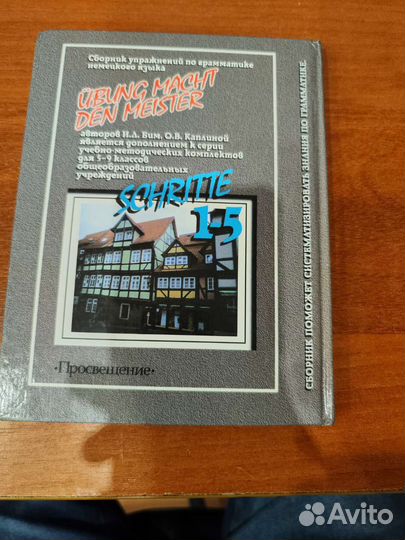 Сборник упражнений по грамматике
немецкого языка
ÜBUNG MACHT
DEN MEISTER
авторов И.Л. Бим, О.В. Каплиной
является дополнением к серии
учебно-методических комплектов
для 5-9 классов
общеобразовательных
учреждений
SCHRITTE
1-5
•Просвещение•
СБОРНИК ПОМОЖЕТ СИСТЕМАТИЗИРОВАТЬ ЗНАНИЯ ПО ГРАММАТИКЕ.
Avito